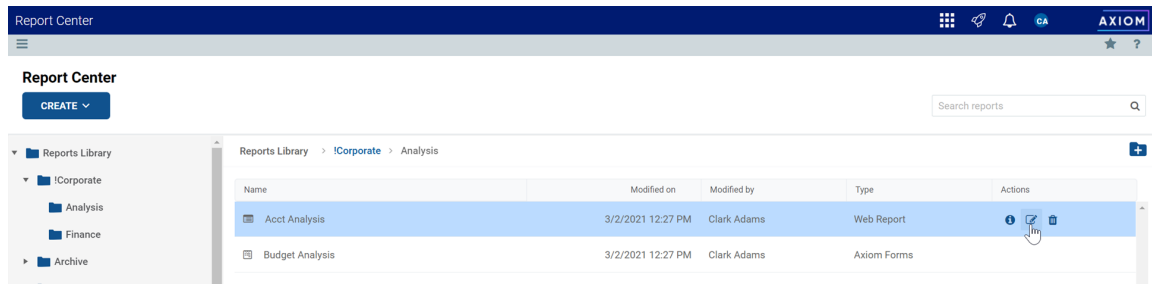 Report Center
CA
AXIOM
?
Report Center
CREATE
Search reports
Reports Library
!Corporate
Analysis
Finance
Archive
Reports Library > !Corporate > Analysis
Name Modified on Modified by Type Actions
Acct Analysis 3/2/2021 12:27 PM Clark Adams Web Report
Budget Analysis 3/2/2021 12:27 PM Clark Adams Axiom Forms